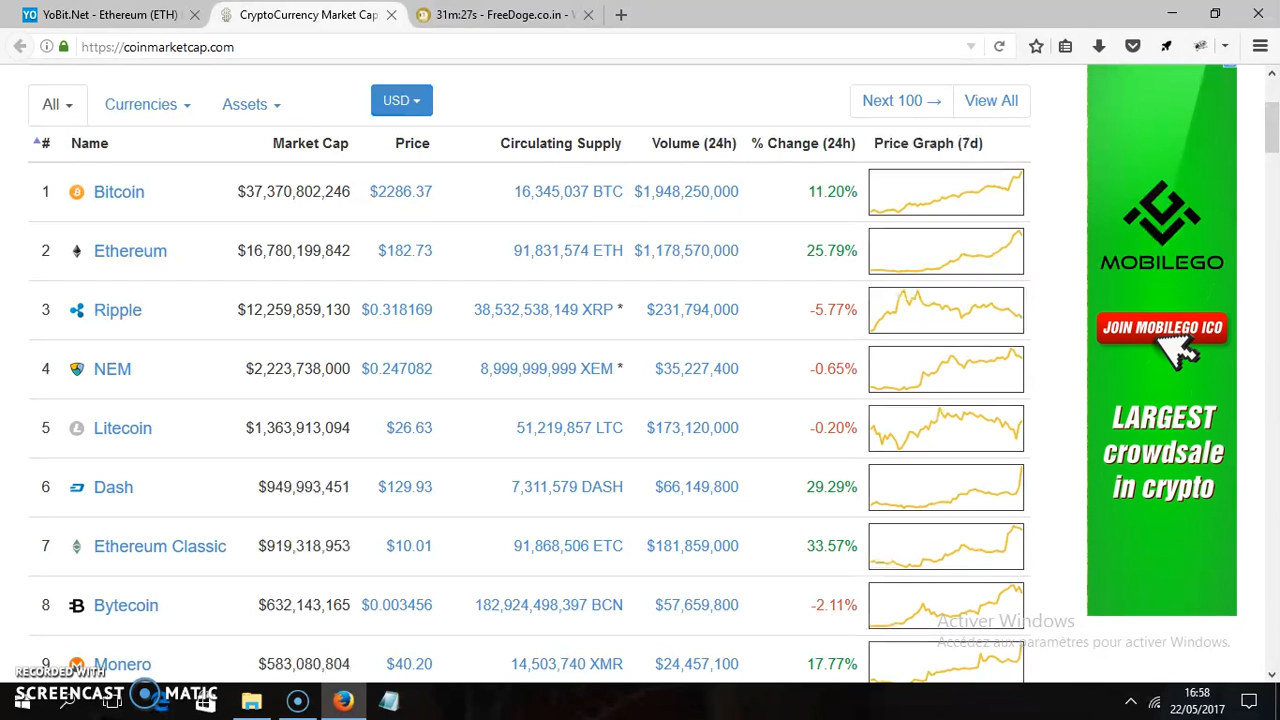 YoBit.Net - Ethereum (ETH)
CryptoCurrency Market Cap
31m:27s - FreeDoge.co.in -
https://coinmarketcap.com
All Currencies Assets USD Next 100 → View All
# Name Market Cap Price Circulating Supply Volume (24h) % Change (24h) Price Graph (7d)
1 Bitcoin $37,370,802,246 $2286.37 16,345,037 BTC $1,948,250,000 11.20%
2 Ethereum $16,780,199,842 $182.73 91,831,574 ETH $1,178,570,000 25.79%
3 Ripple $12,259,859,130 $0.318169 38,532,538,149 XRP * $231,794,000 -5.77%
4 NEM $2,223,738,000 $0.247082 8,999,999,999 XEM * $35,227,400 -0.65%
5 Litecoin $1,363,913,094 $26.63 51,219,857 LTC $173,120,000 -0.20%
6 Dash $949,993,451 $129.93 7,311,579 DASH $66,149,800 29.29%
7 Ethereum Classic $919,318,953 $10.01 91,868,506 ETC $181,859,000 33.57%
8 Bytecoin $632,143,165 $0.003456 182,924,498,397 BCN $57,659,800 -2.11%
9 Monero $583,080,804 $40.20 14,503,740 XMR $24,457,100 17.77%
MOBILEGO
JOIN MOBILEGO ICO
LARGEST
crowdsale
in crypto
Activer Windows
Accédez aux paramètres pour activer Windows.
RECORDED WITH
SCREENCAST MATIC
16:58
22/05/2017